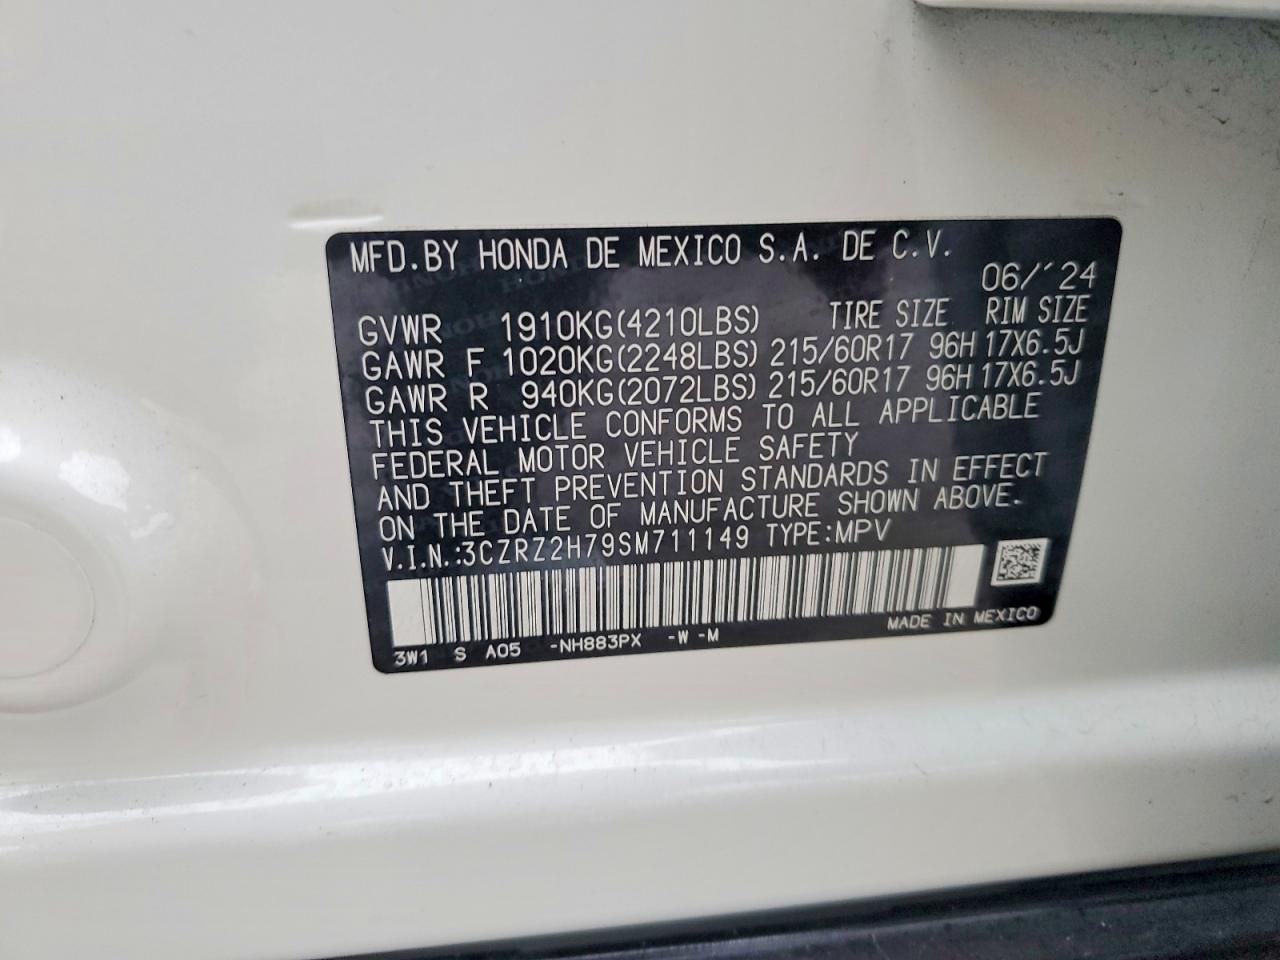 MFD.BY HONDA DE MEXICO S.A. DE C.V.
06/´24
GVWR 1910KG(4210LBS) TIRE SIZE RIM SIZE
GAWR F 1020KG(2248LBS) 215/60R17 96H 17X6.5J
GAWR R 940KG(2072LBS) 215/60R17 96H 17X6.5J
THIS VEHICLE CONFORMS TO ALL APPLICABLE
FEDERAL MOTOR VEHICLE SAFETY
AND THEFT PREVENTION STANDARDS IN EFFECT
ON THE DATE OF MANUFACTURE SHOWN ABOVE.
V.I.N.:3CZRZ2H79SM711149 TYPE:MPV
3W1 S A05 -NH883PX -W -M MADE IN MEXICO